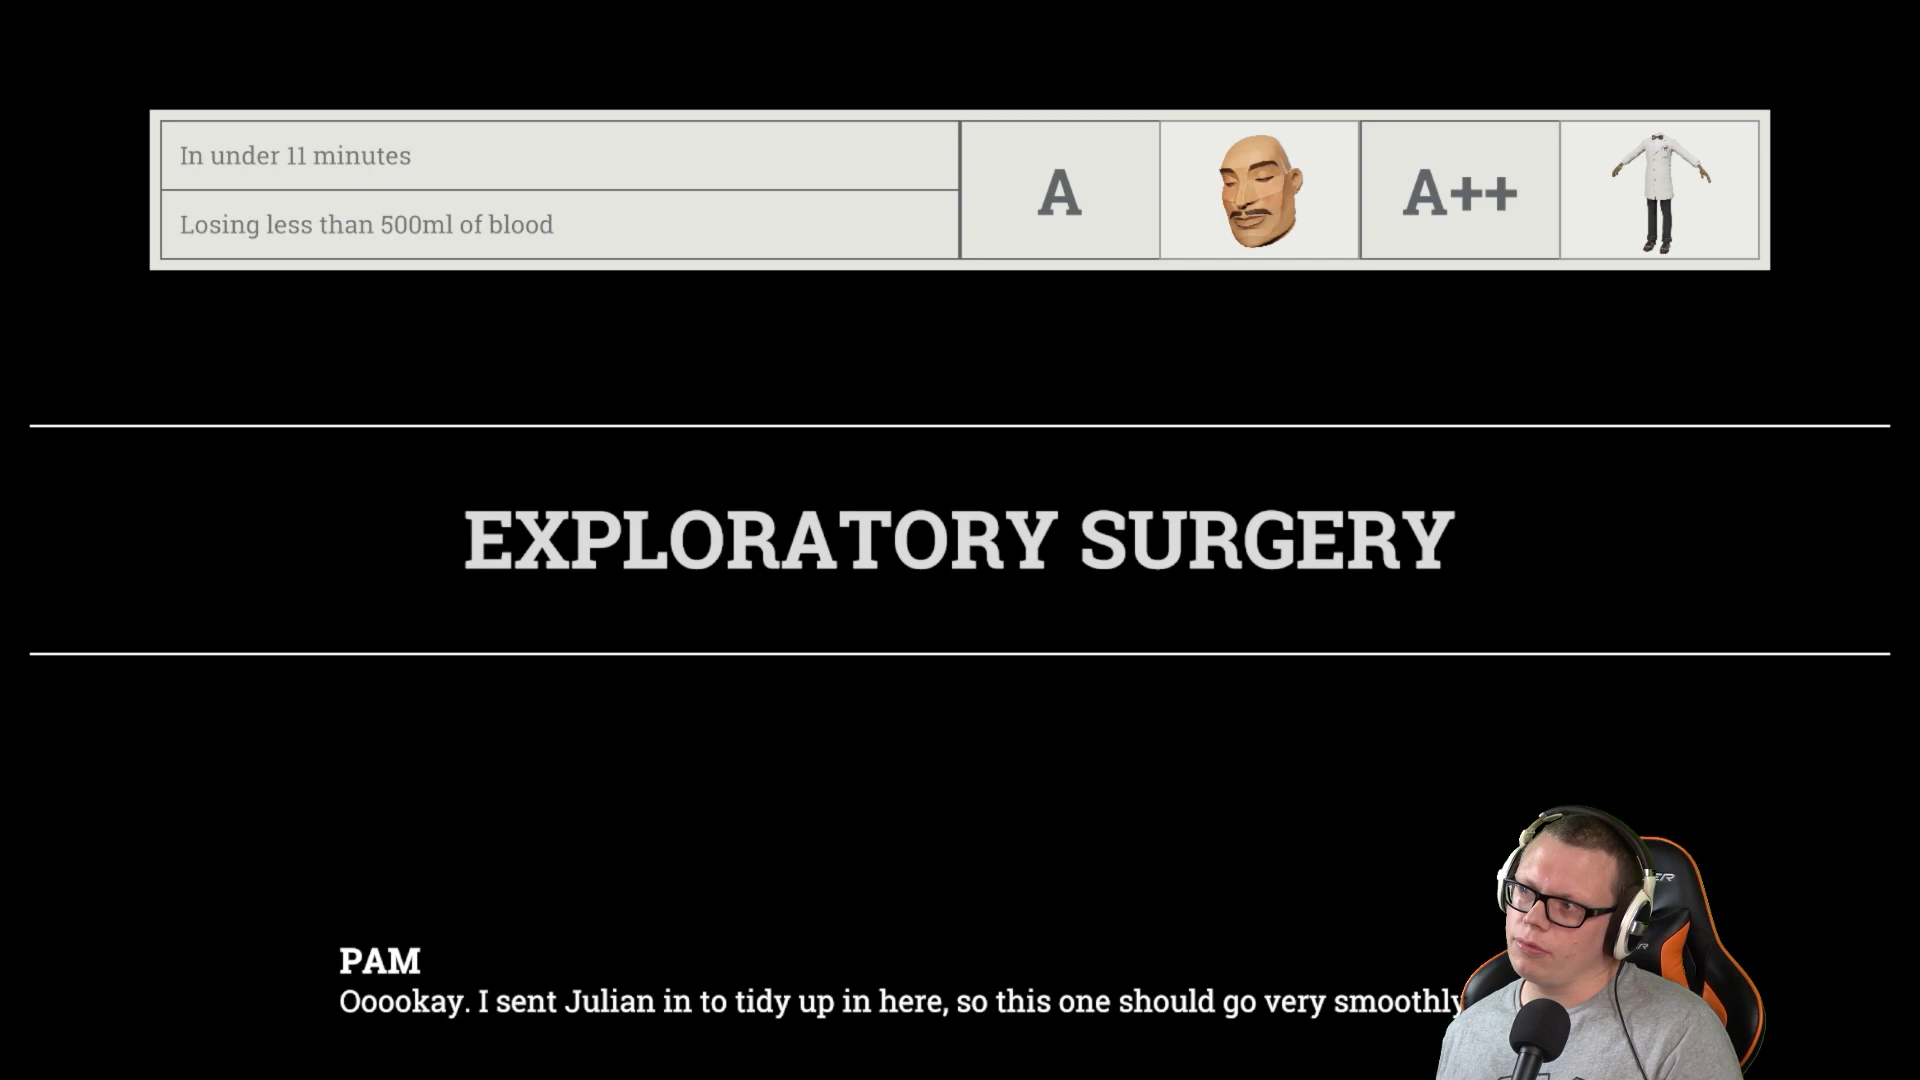 In under 11 minutes
Losing less than 500ml of blood
A
A++
EXPLORATORY SURGERY
PAM
Ooookay. I sent Julian in to tidy up in here, so this one should go very smoothly